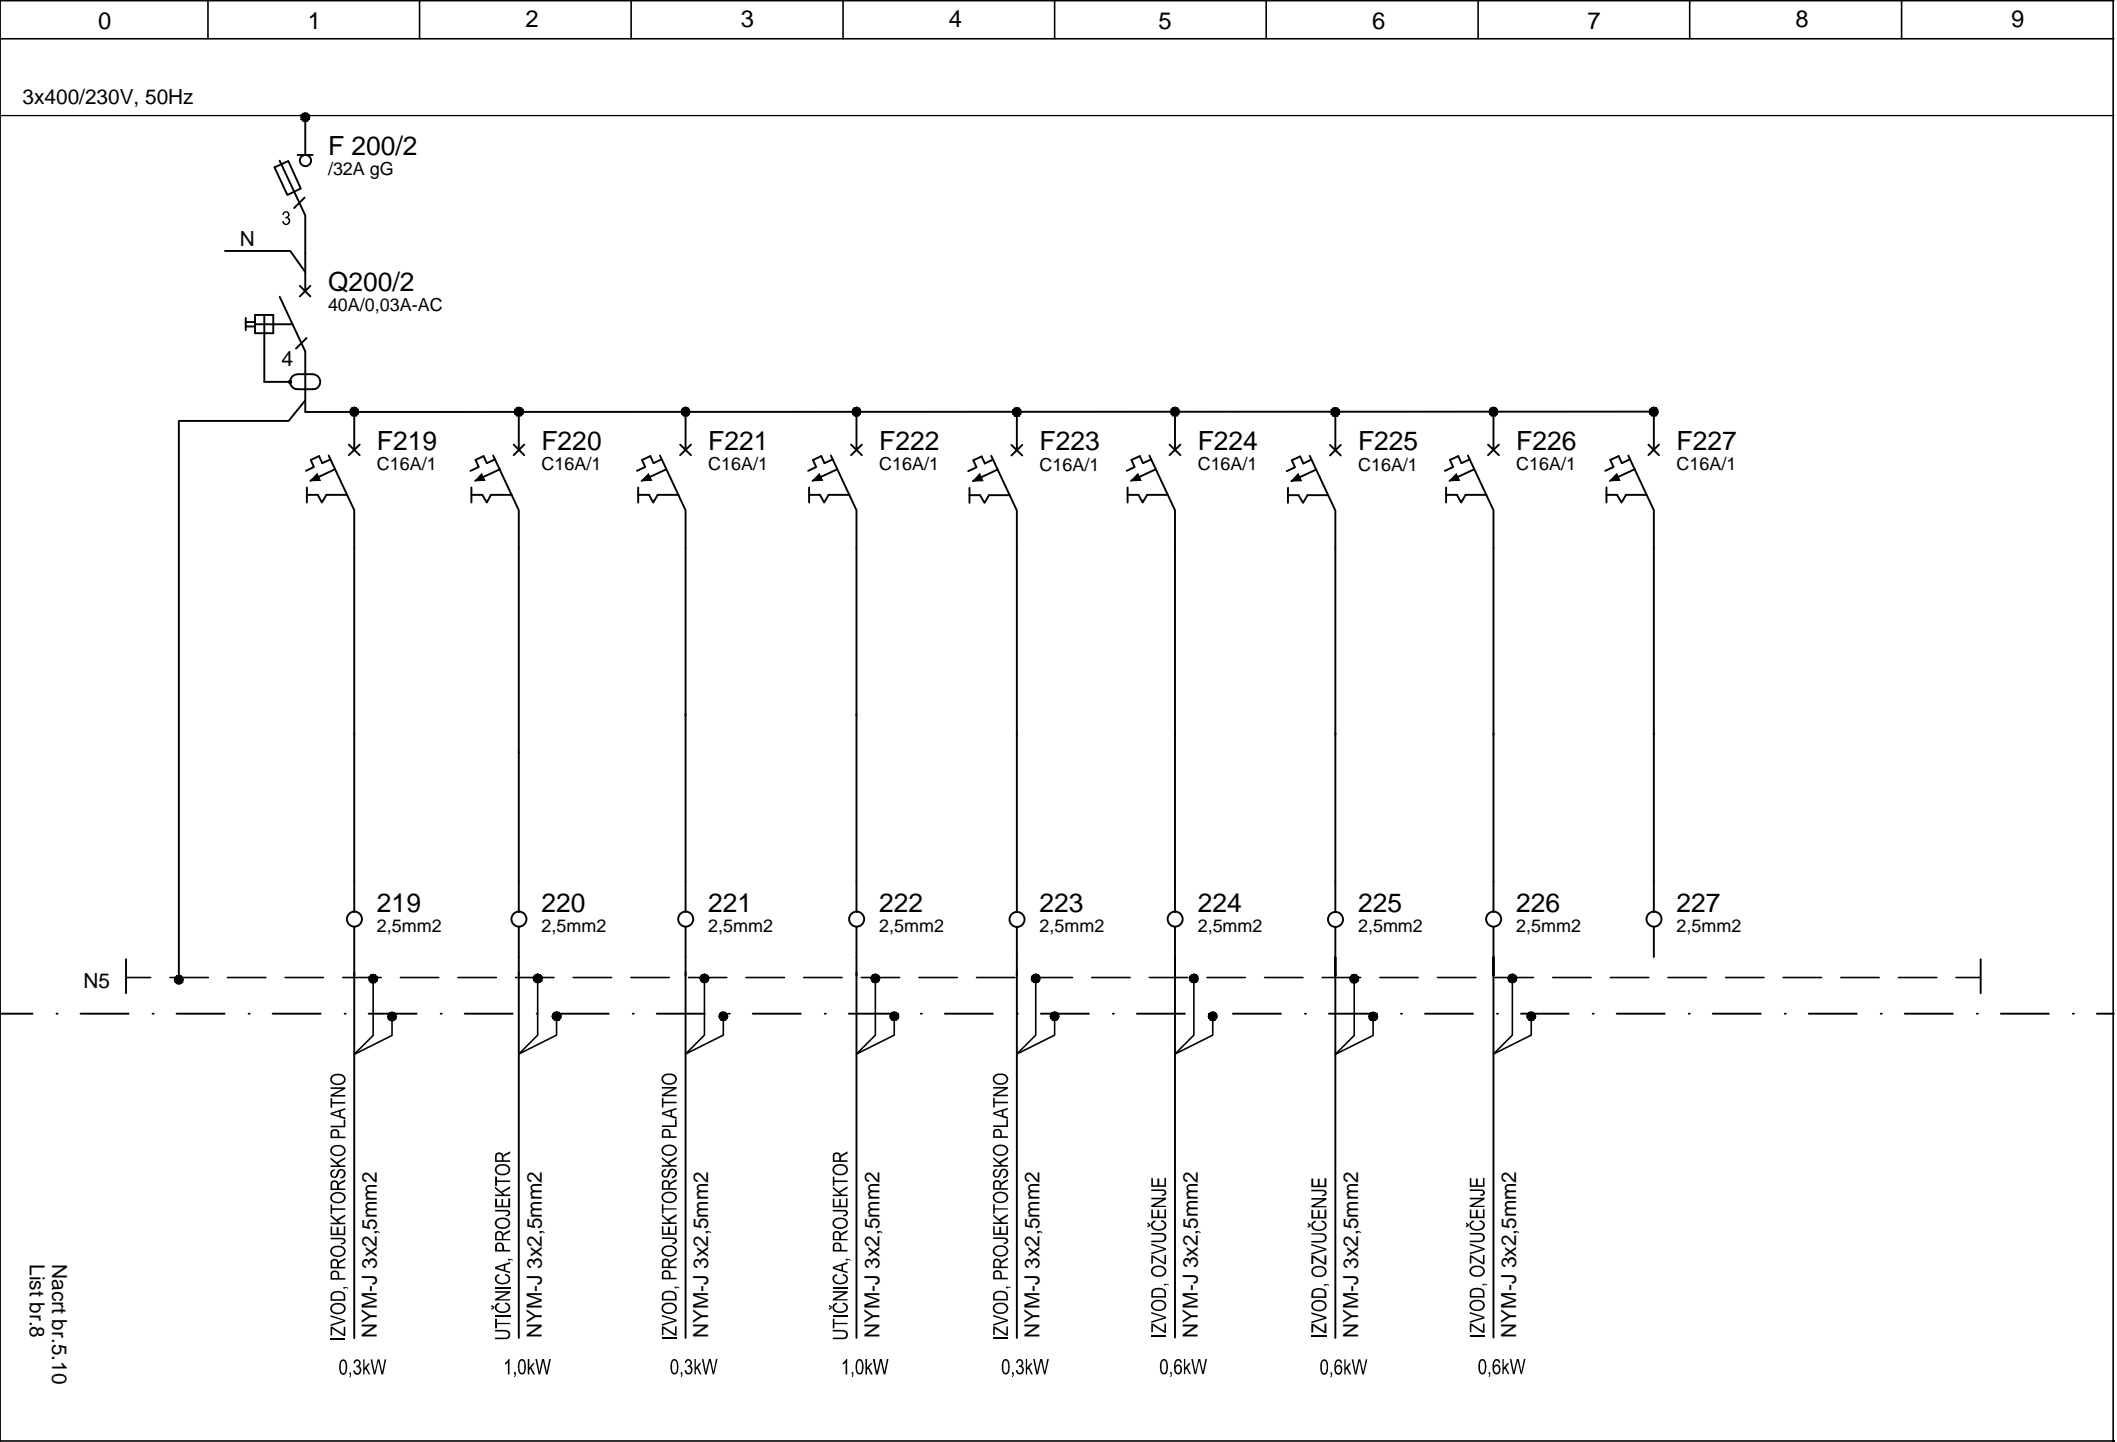 0 1 2 3 4 5 6 7 8 9
3x400/230V, 50Hz
F 200/2
/32A gG
3
N
Q200/2
40A/0,03A-AC
4
F219 F220 F221 F222 F223 F224 F225 F226 F227
C16A/1 C16A/1 C16A/1 C16A/1 C16A/1 C16A/1 C16A/1 C16A/1 C16A/1
219 220 221 222 223 224 225 226 227
2,5mm2 2,5mm2 2,5mm2 2,5mm2 2,5mm2 2,5mm2 2,5mm2 2,5mm2 2,5mm2
N5
IZVOD, PROJEKTORSKO PLATNO
NYM-J 3x2,5mm2
UTIČNICA, PROJEKTOR
NYM-J 3x2,5mm2
IZVOD, PROJEKTORSKO PLATNO
NYM-J 3x2,5mm2
UTIČNICA, PROJEKTOR
NYM-J 3x2,5mm2
IZVOD, PROJEKTORSKO PLATNO
NYM-J 3x2,5mm2
IZVOD, OZVUČENJE
NYM-J 3x2,5mm2
IZVOD, OZVUČENJE
NYM-J 3x2,5mm2
IZVOD, OZVUČENJE
NYM-J 3x2,5mm2
0,3kW 1,0kW 0,3kW 1,0kW 0,3kW 0,6kW 0,6kW 0,6kW
Nacrt br.5.10
List br.8